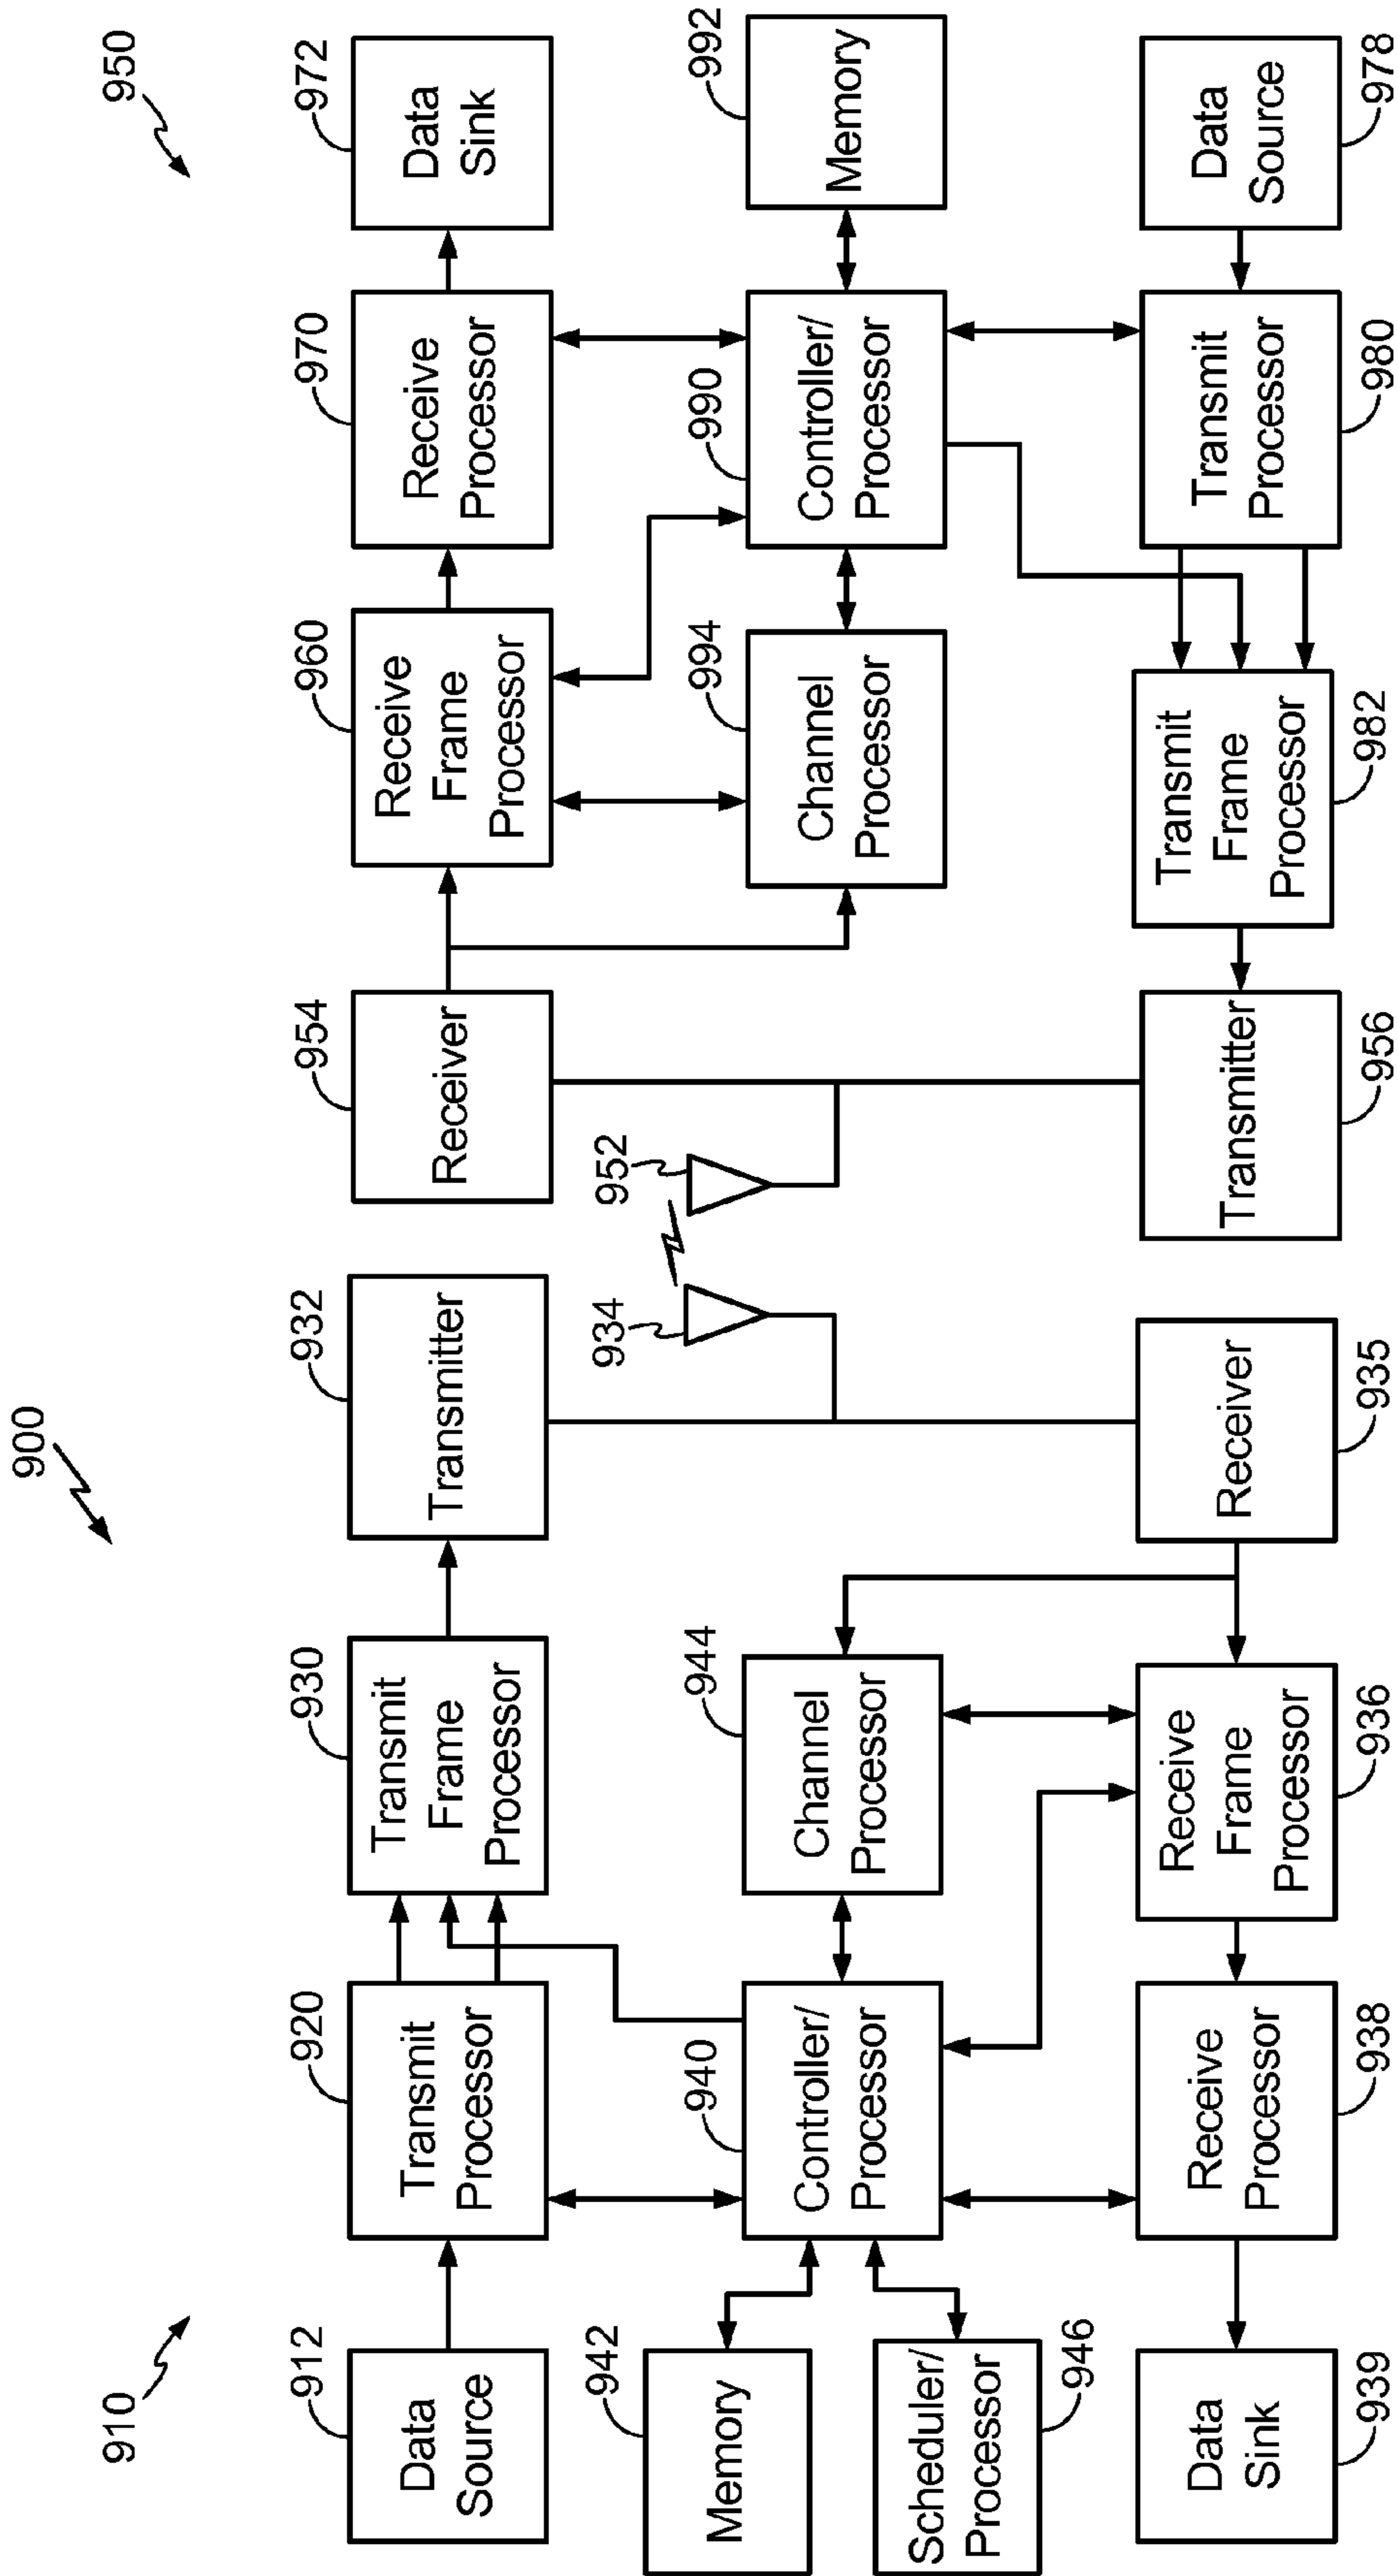 900
910
950
912
Data
Source
920
Transmit
Processor
930
Transmit
Frame
Processor
932
Transmitter
954
Receiver
960
Receive
Frame
Processor
970
Receive
Processor
972
Data
Sink
934
952
942
Memory
946
Scheduler/
Processor
940
Controller/
Processor
944
Channel
Processor
994
Channel
Processor
990
Controller/
Processor
992
Memory
Data
Sink
939
Receive
Processor
938
Receive
Frame
Processor
936
Receiver
935
Transmitter
956
Transmit
Frame
Processor
982
Transmit
Processor
980
Data
Source
978